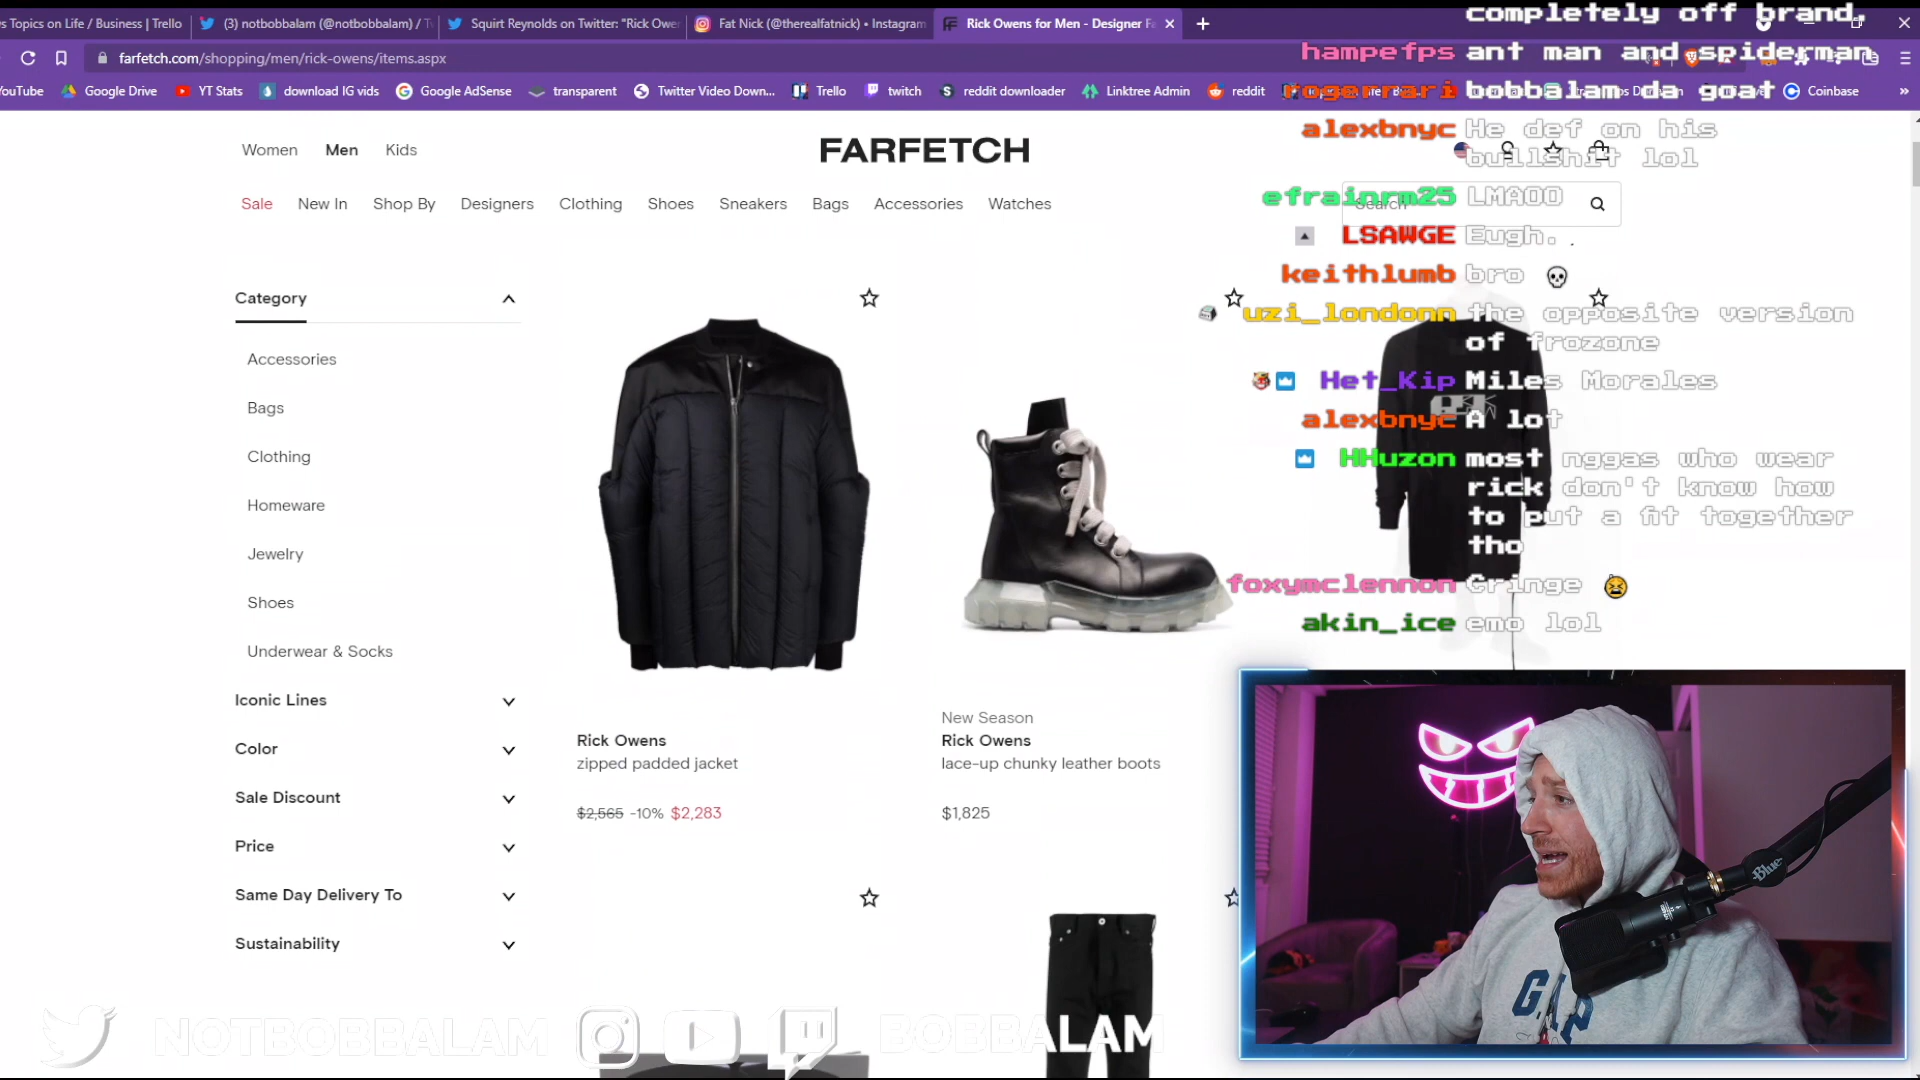 s Topics on Life / Business | Trello
(3) notbobbalam (@notbobbalam) / T
Squirt Reynolds on Twitter: "Rick Owe
Fat Nick (@therealfatnick) • Instagram
Rick Owens for Men - Designer Fa
farfetch.com/shopping/men/rick-owens/items.aspx
ouTube
Google Drive
YT Stats
download IG vids
Google AdSense
transparent
Twitter Video Down...
Trello
twitch
reddit downloader
Linktree Admin
reddit
Coinbase
completely off brand.
hampefps ant man and spiderman
bobbalam da goat
alexbnyc He def on his
bullshit lol
efrainrm25 LMAOO
LSAWGE Eugh.
keithlumb bro
uzi_londonn the opposite version
of frozone
Het_Kip Miles Morales
alexbnyc A lot
HHuzon most nggas who wear
rick don't know how
to put a fit together
tho
foxymclennon Cringe
akin_ice emo lol
Women
Men
Kids
FARFETCH
Sale
New In
Shop By
Designers
Clothing
Shoes
Sneakers
Bags
Accessories
Watches
Search
Category
Accessories
Bags
Clothing
Homeware
Jewelry
Shoes
Underwear & Socks
Iconic Lines
Color
Sale Discount
Price
Same Day Delivery To
Sustainability
Rick Owens
zipped padded jacket
$2,565 -10% $2,283
New Season
Rick Owens
lace-up chunky leather boots
$1,825
Blue
GAP
NOTBOBBALAM
BOBBALAM